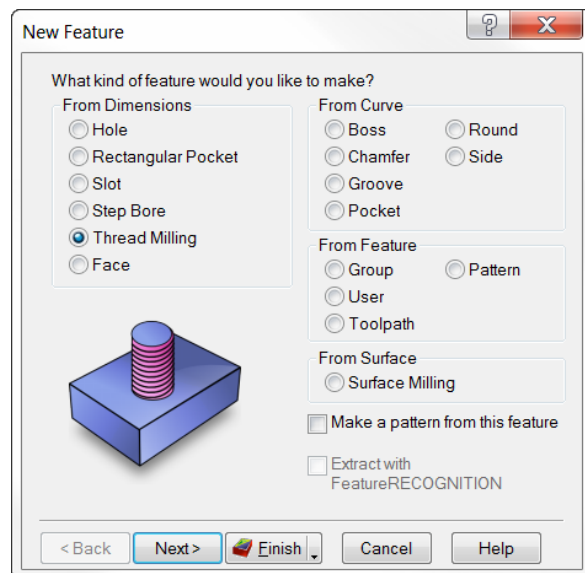 New Feature
What kind of feature would you like to make?
From Dimensions
Hole
Rectangular Pocket
Slot
Step Bore
Thread Milling
Face
From Curve
Boss
Round
Chamfer
Side
Groove
Pocket
From Feature
Group
Pattern
User
Toolpath
From Surface
Surface Milling
Make a pattern from this feature
Extract with
FeatureRECOGNITION
< Back
Next >
Finish
Cancel
Help